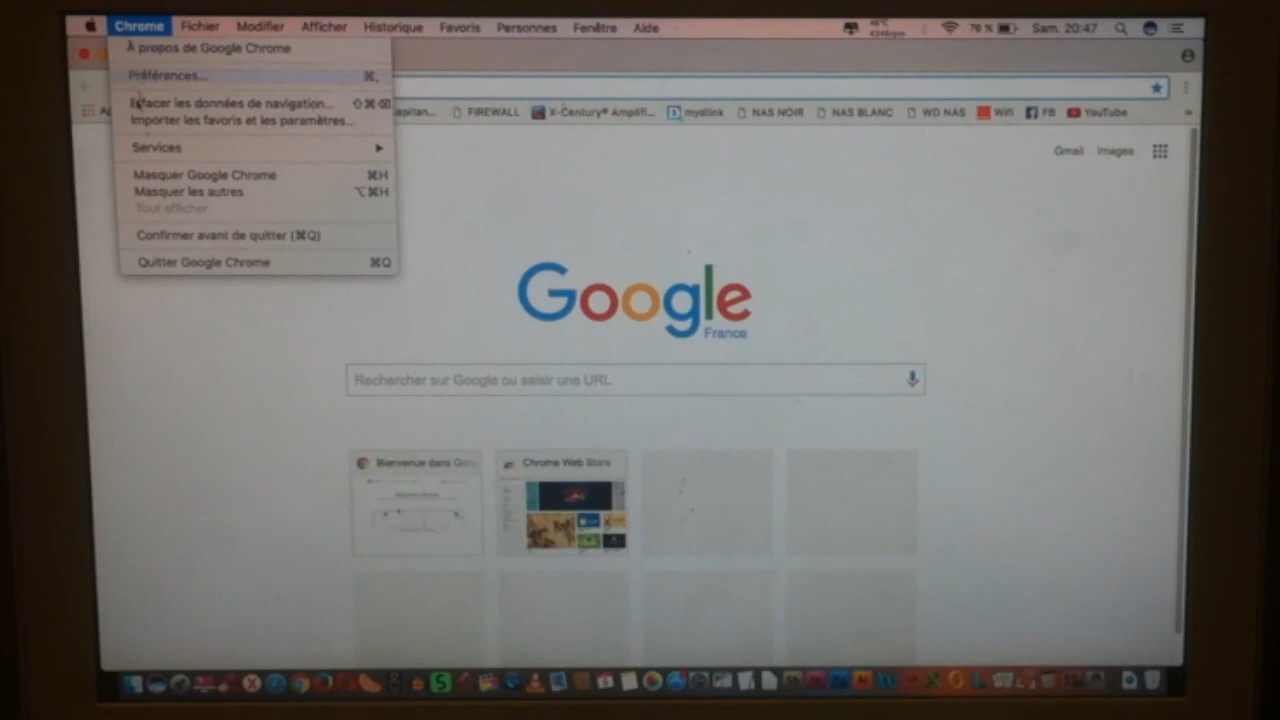 Chrome Fichier Modifier Afficher Historique Favoris Personnes Fenêtre Aide 76 % Sam. 20:47
4346rpm
À propos de Google Chrome
Préférences... ⌘,
Effacer les données de navigation... ⇧⌘⌫
Importer les favoris et les paramètres...
Services ▶
Masquer Google Chrome ⌘H
Masquer les autres ⌥⌘H
Tout afficher
Confirmer avant de quitter (⌘Q)
Quitter Google Chrome ⌘Q
apitan... FIREWALL X-Century® Amplifi... mydlink NAS NOIR NAS BLANC WD NAS Wifi FB YouTube »
Gmail Images
Google
France
Rechercher sur Google ou saisir une URL
Bienvenue dans Goo
Chrome Web Store